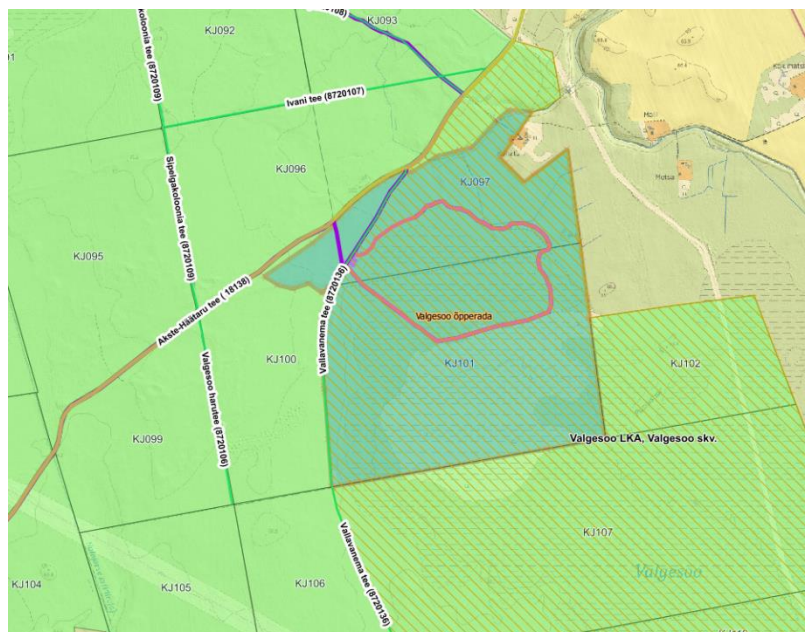 KJ093
KJ092
Ivani tee (8720107)
Sipelgakoloonia tee (8720109)
KJ096
KJ097
KJ095
Akste-Häätaru tee ( 18138)
Vallavanema tee (8720136)
Valgesoo õpperada
KJ100
KJ101
KJ102
Valgesoo harutee (8720106)
KJ099
Valgesoo LKA, Valgesoo skv.
KJ107
Valgesoo
Vallavanema tee (8720136)
KJ104
KJ105
KJ106